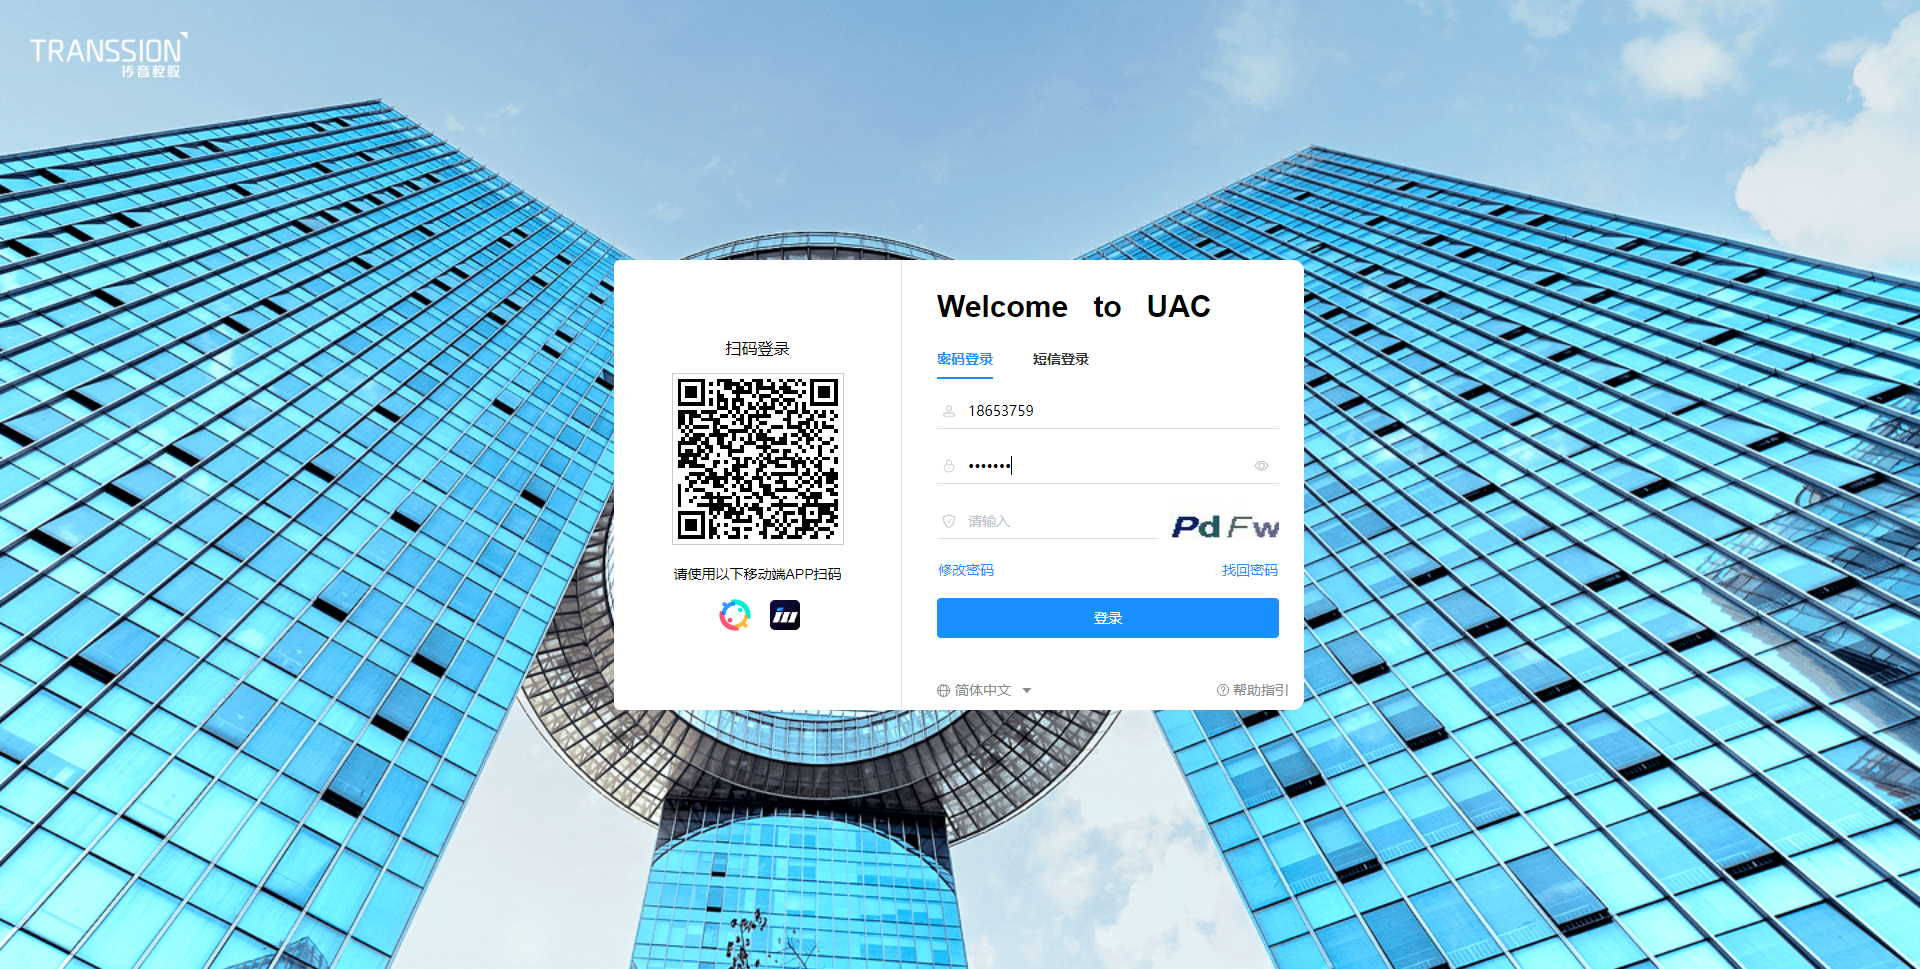 TRANSSION
传音控股
扫码登录
请使用以下移动端APP扫码
Welcome to UAC
密码登录 短信登录
18653759
•••••••
请输入
Pd Fw
修改密码 找回密码
登录
简体中文 帮助指引